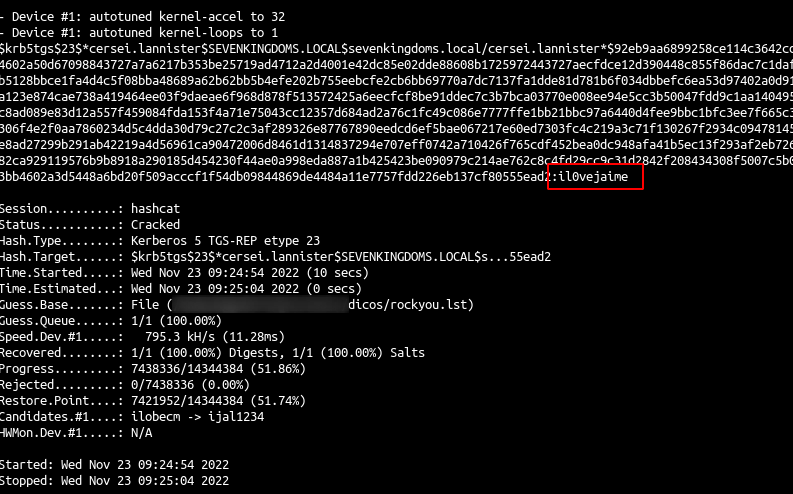 - Device #1: autotuned kernel-accel to 32
- Device #1: autotuned kernel-loops to 1
$krb5tgs$23$*cersei.lannister$SEVENKINGDOMS.LOCAL$sevenkingdoms.local/cersei.lannister*$92eb9aa6899258ce114c3642cc
4602a50d67098843727a7a6217b353be25719ad4712a2d4001e42dc85e02dde88608b1725972443727aecfdce12d390448c855f86dac7c1daf
b5128bbce1fa4d4c5f08bba48689a62b62bb5b4efe202b755eebcfe2cb6bb69770a7dc7137fa1dde81d781b6f034dbbefc6ea53d97402a0d91
a123e874cae738a419464ee03f9daeae6f968d878f513572425a6eecfcf8be91ddec7c3b7bca03770e008ee94e5cc3b50047fdd9c1aa140495
c8ad089e83d12a557f459084fda153f4a71e75043cc12357d684ad2a76c1fc49c086e7777ffe1bb21bbc97a6440d4fee9bbc1bfc3ee7f665c3
306f4e2f0aa7860234d5c4dda30d79c27c2c3af289326e87767890eedcd6ef5bae067217e60ed7303fc4c219a3c71f130267f2934c09478145
e8ad27299b291ab42219a4d56961ca90472006d8461d1314837294e707eff0742a710426f765cdf452bea0dc948afa41b5ec13f293af2eb726
82ca929119576b9b8918a290185d454230f44ae0a998eda887a1b425423be090979c214ae762c8c4fd29cc9c31d2842f208434308f5007c5b0
3bb4602a3d5448a6bd20f509acccf1f54db09844869de4484a11e7757fdd226eb137cf80555ead2:il0vejaime
Session..........: hashcat
Status...........: Cracked
Hash.Type........: Kerberos 5 TGS-REP etype 23
Hash.Target......: $krb5tgs$23$*cersei.lannister$SEVENKINGDOMS.LOCAL$s...55ead2
Time.Started.....: Wed Nov 23 09:24:54 2022 (10 secs)
Time.Estimated...: Wed Nov 23 09:25:04 2022 (0 secs)
Guess.Base.......: File (dicos/rockyou.lst)
Guess.Queue......: 1/1 (100.00%)
Speed.Dev.#1.....:   795.3 kH/s (11.28ms)
Recovered........: 1/1 (100.00%) Digests, 1/1 (100.00%) Salts
Progress.........: 7438336/14344384 (51.86%)
Rejected.........: 0/7438336 (0.00%)
Restore.Point....: 7421952/14344384 (51.74%)
Candidates.#1....: ilobecm -> ijal1234
HWMon.Dev.#1.....: N/A
Started: Wed Nov 23 09:24:54 2022
Stopped: Wed Nov 23 09:25:04 2022